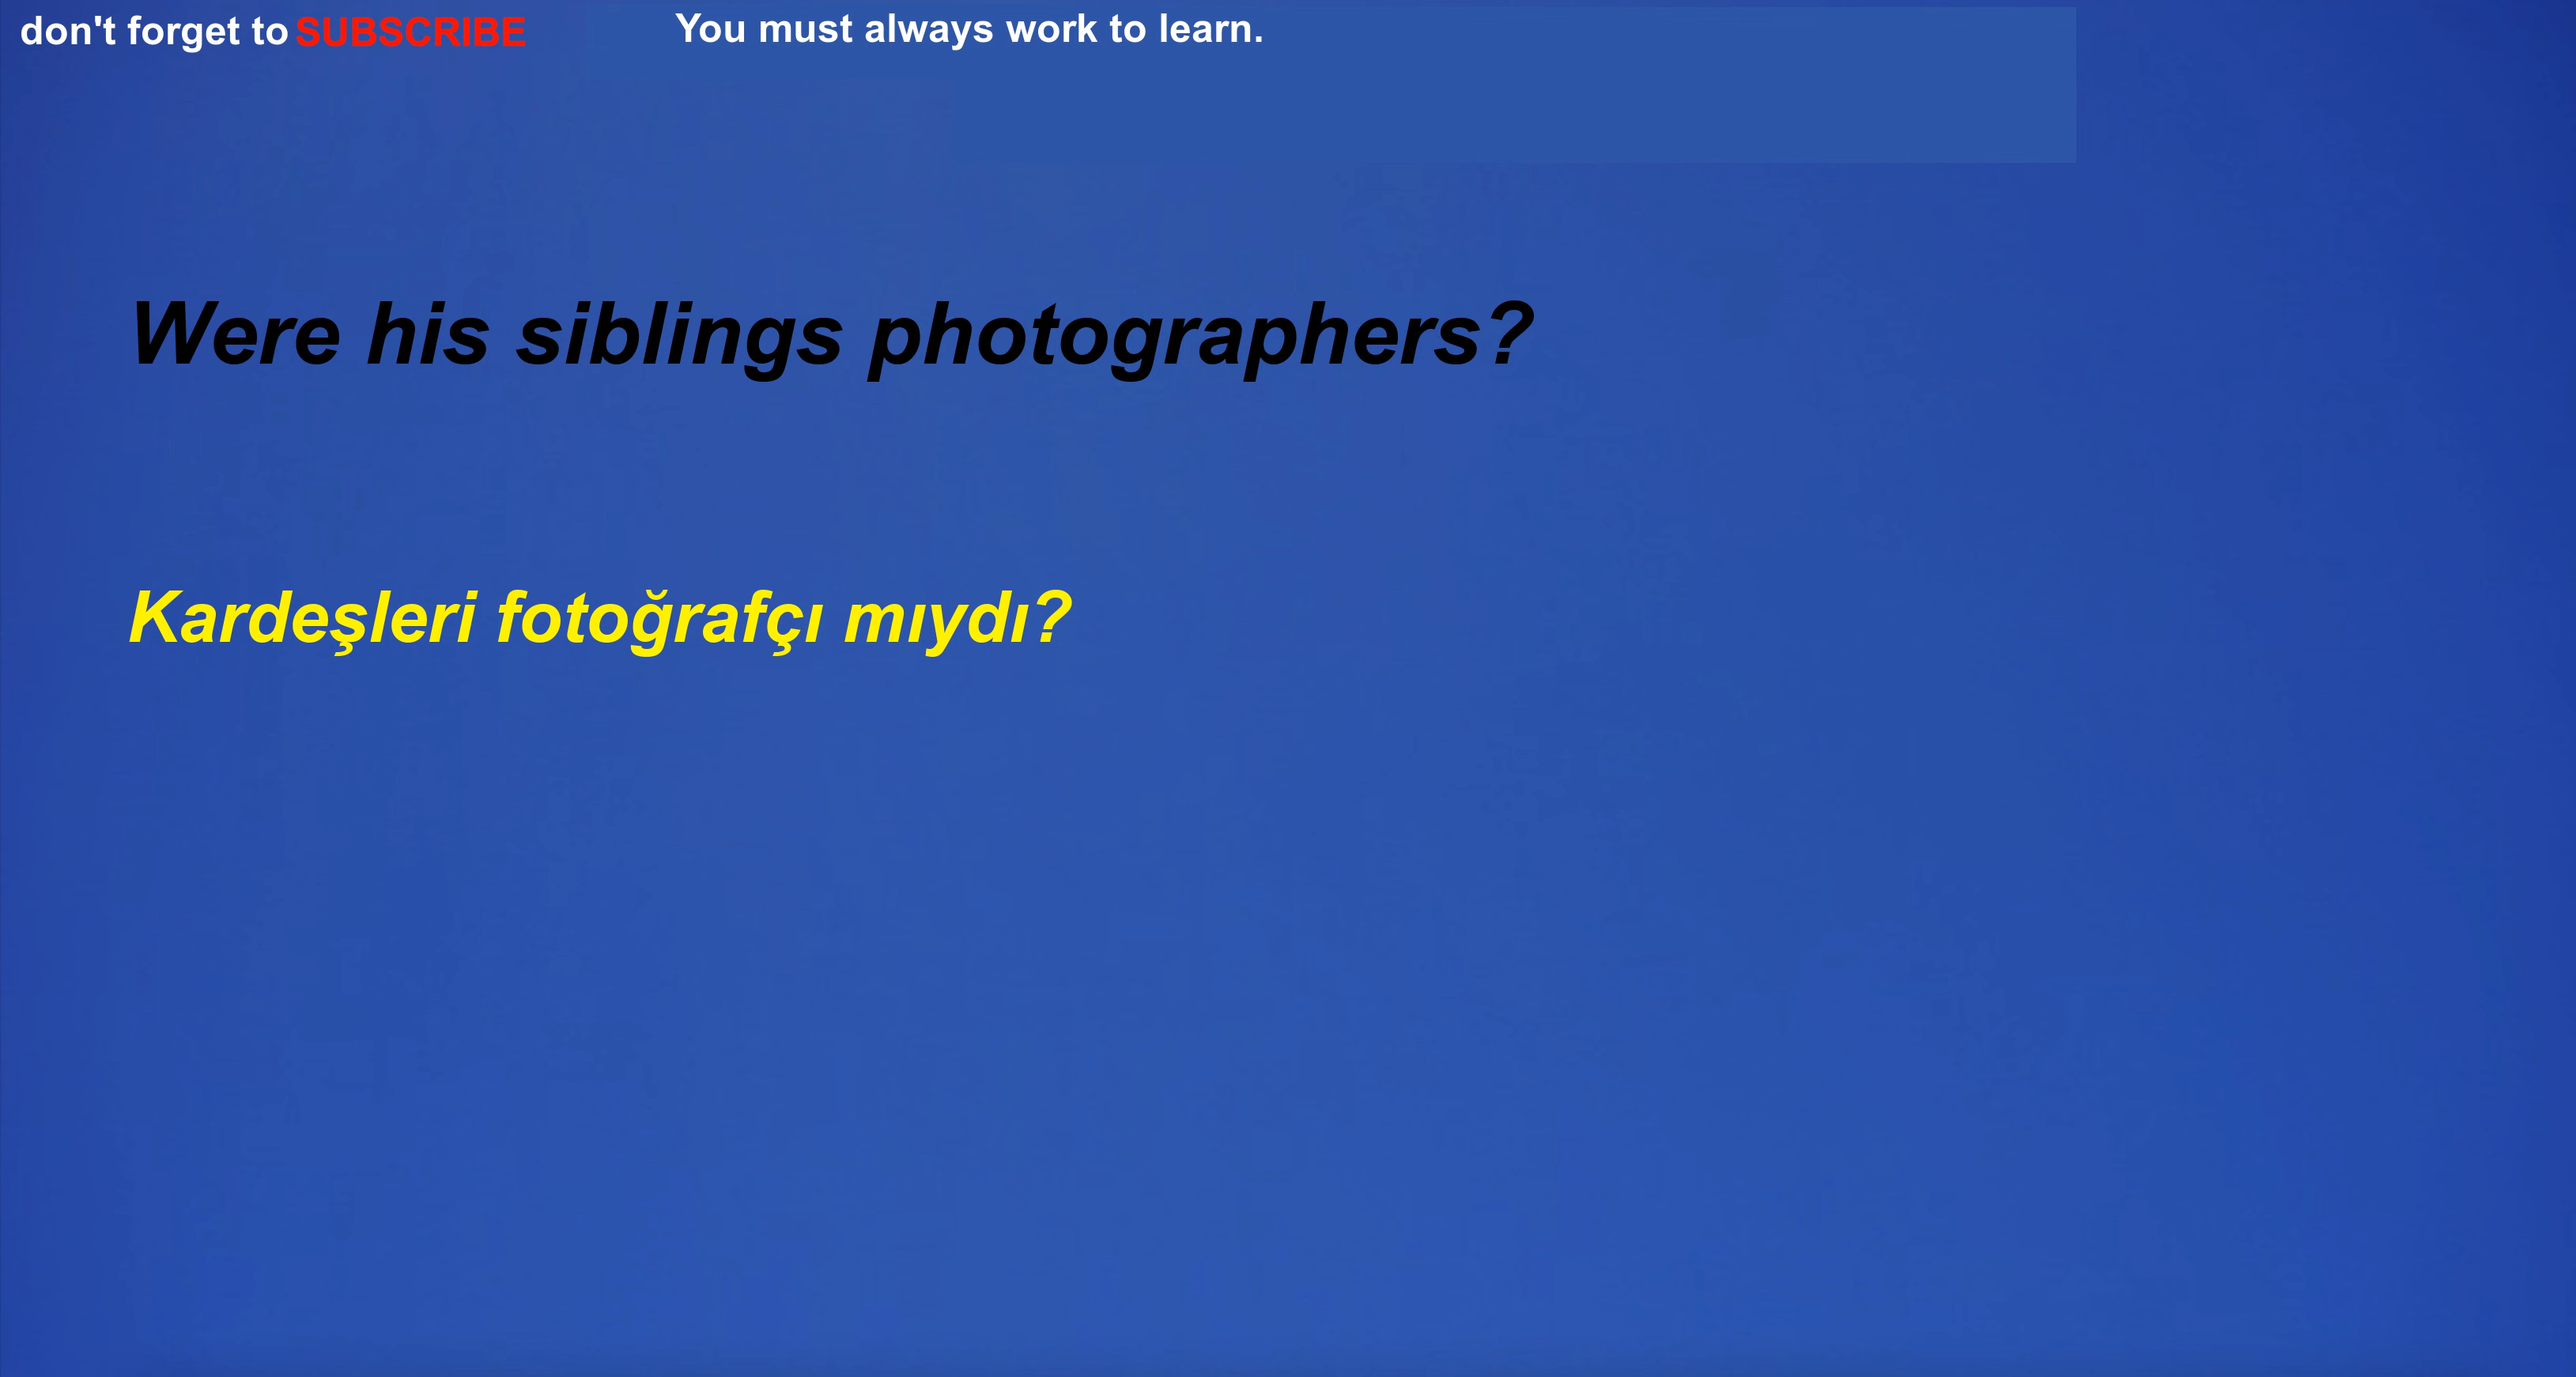 don't forget to SUBSCRIBE
You must always work to learn.
Were his siblings photographers?
Kardeşleri fotoğrafçı mıydı?